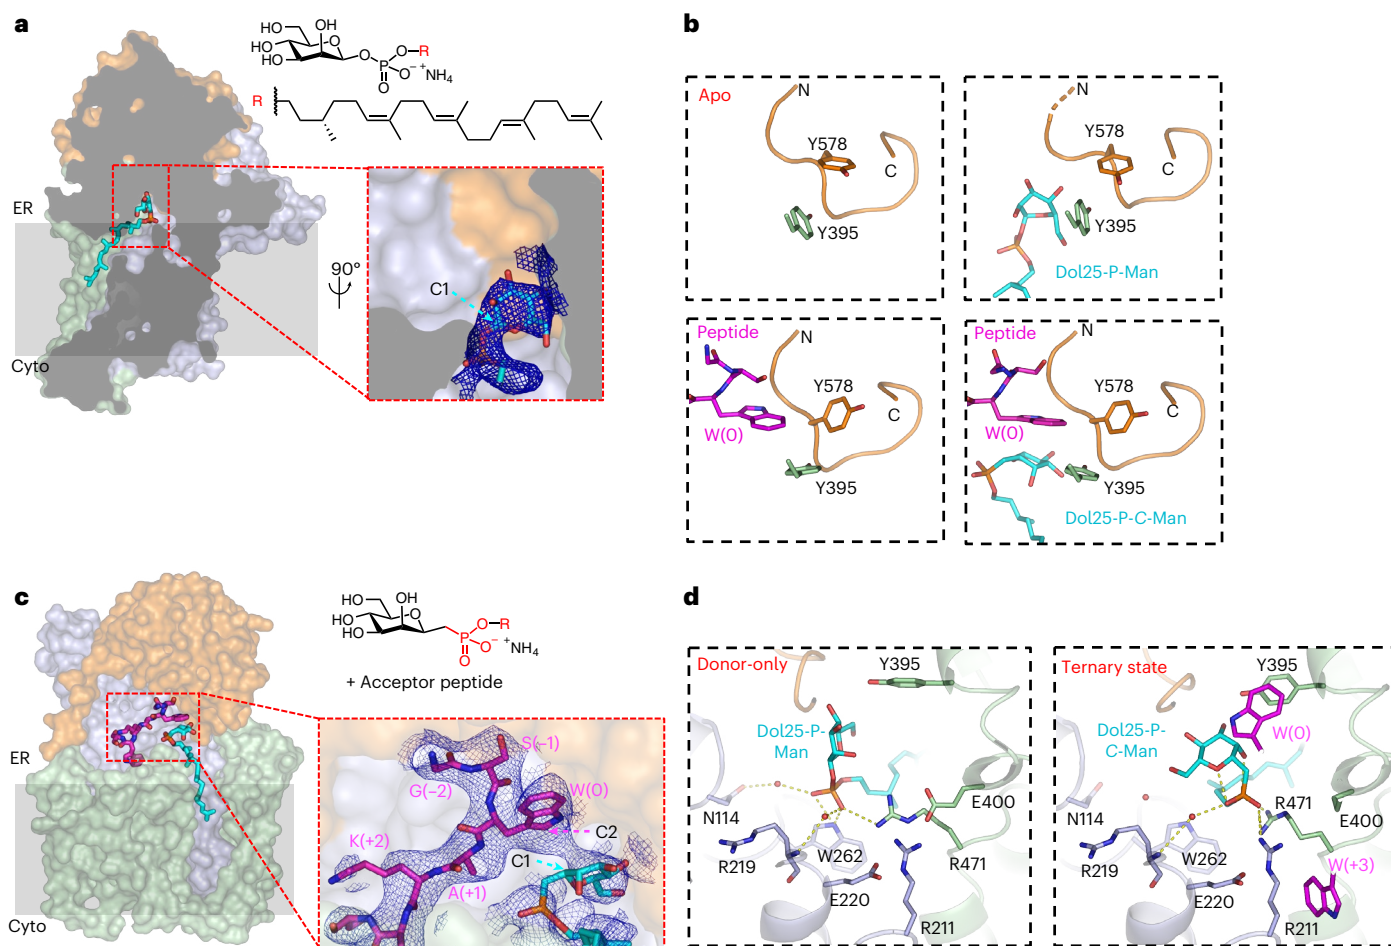 a
HO
OH
HO
HO
O
O
P
O
R
O
O⁻ ⁺NH₄
R
ER
Cyto
90°
C1
b
Apo
N
Y578
C
Y395
N
Y578
C
Y395
Dol25-P-Man
Peptide
N
Y578
C
W(0)
Y395
Peptide
N
Y578
C
W(0)
Y395
Dol25-P-C-Man
c
HO
OH
HO
HO
O
P
O
R
O
O⁻ ⁺NH₄
+ Acceptor peptide
ER
Cyto
S(−1)
G(−2)
W(0)
K(+2)
C2
C1
A(+1)
d
Donor-only
Y395
Dol25-P-
Man
N114
E400
R219
W262
R471
E220
R211
Ternary state
Y395
Dol25-P-
C-Man
W(0)
N114
R471
E400
R219
W262
W(+3)
E220
R211